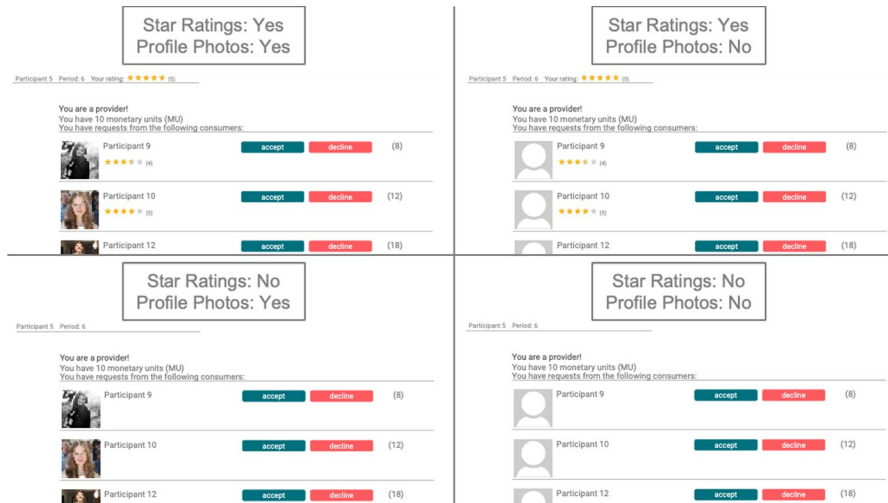 Star Ratings: Yes
Profile Photos: Yes
Participant 5 Period: 6 Your rating: ★★★★★ (5)
You are a provider!
You have 10 monetary units (MU)
You have requests from the following consumers:
Participant 9 accept decline (8)
(4)
Participant 10 accept decline (12)
(5)
Participant 12 accept decline (18)
Star Ratings: Yes
Profile Photos: No
Participant 5 Period: 6 Your rating: ★★★★★ (5)
You are a provider!
You have 10 monetary units (MU)
You have requests from the following consumers:
Participant 9 accept decline (8)
(4)
Participant 10 accept decline (12)
(5)
Participant 12 accept decline (18)
Star Ratings: No
Profile Photos: Yes
Participant 5 Period: 6
You are a provider!
You have 10 monetary units (MU)
You have requests from the following consumers:
Participant 9 accept decline (8)
Participant 10 accept decline (12)
Participant 12 accept decline (18)
Star Ratings: No
Profile Photos: No
Participant 5 Period: 6
You are a provider!
You have 10 monetary units (MU)
You have requests from the following consumers:
Participant 9 accept decline (8)
Participant 10 accept decline (12)
Participant 12 accept decline (18)